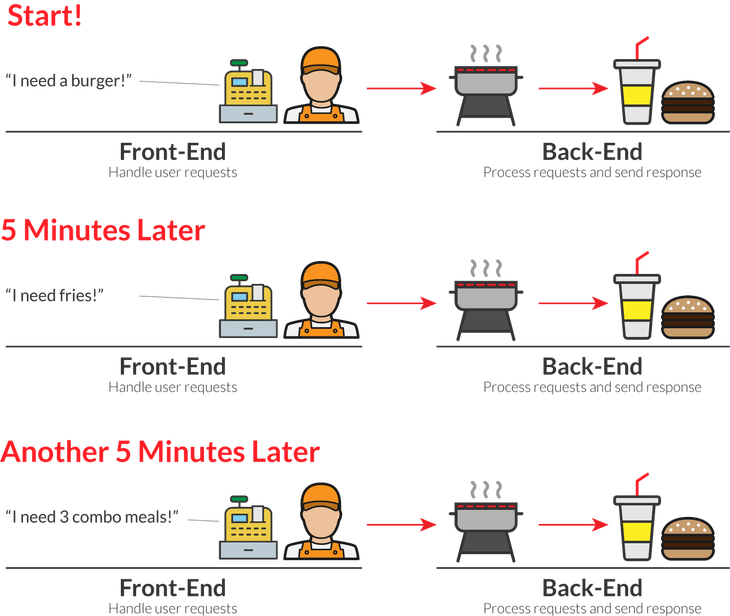 Start!
“I need a burger!”
Front-End
Handle user requests
Back-End
Process requests and send response
5 Minutes Later
“I need fries!”
Front-End
Handle user requests
Back-End
Process requests and send response
Another 5 Minutes Later
“I need 3 combo meals!”
Front-End
Handle user requests
Back-End
Process requests and send response